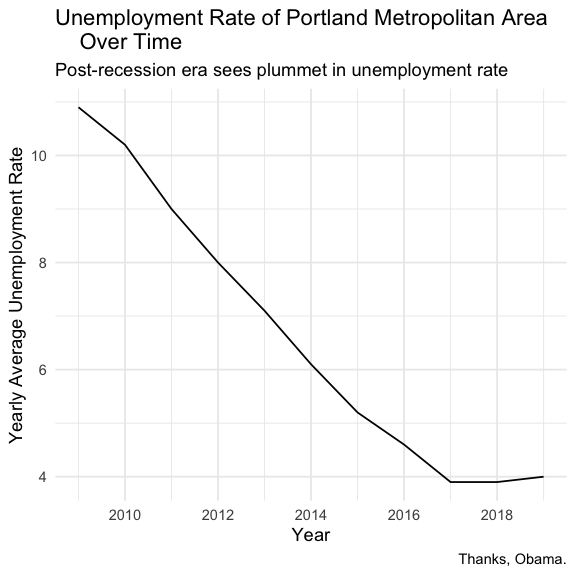 Unemployment Rate of Portland Metropolitan Area
Over Time
Post-recession era sees plummet in unemployment rate
Yearly Average Unemployment Rate
10
8
6
4
2010 2012 2014 2016 2018
Year
Thanks, Obama.